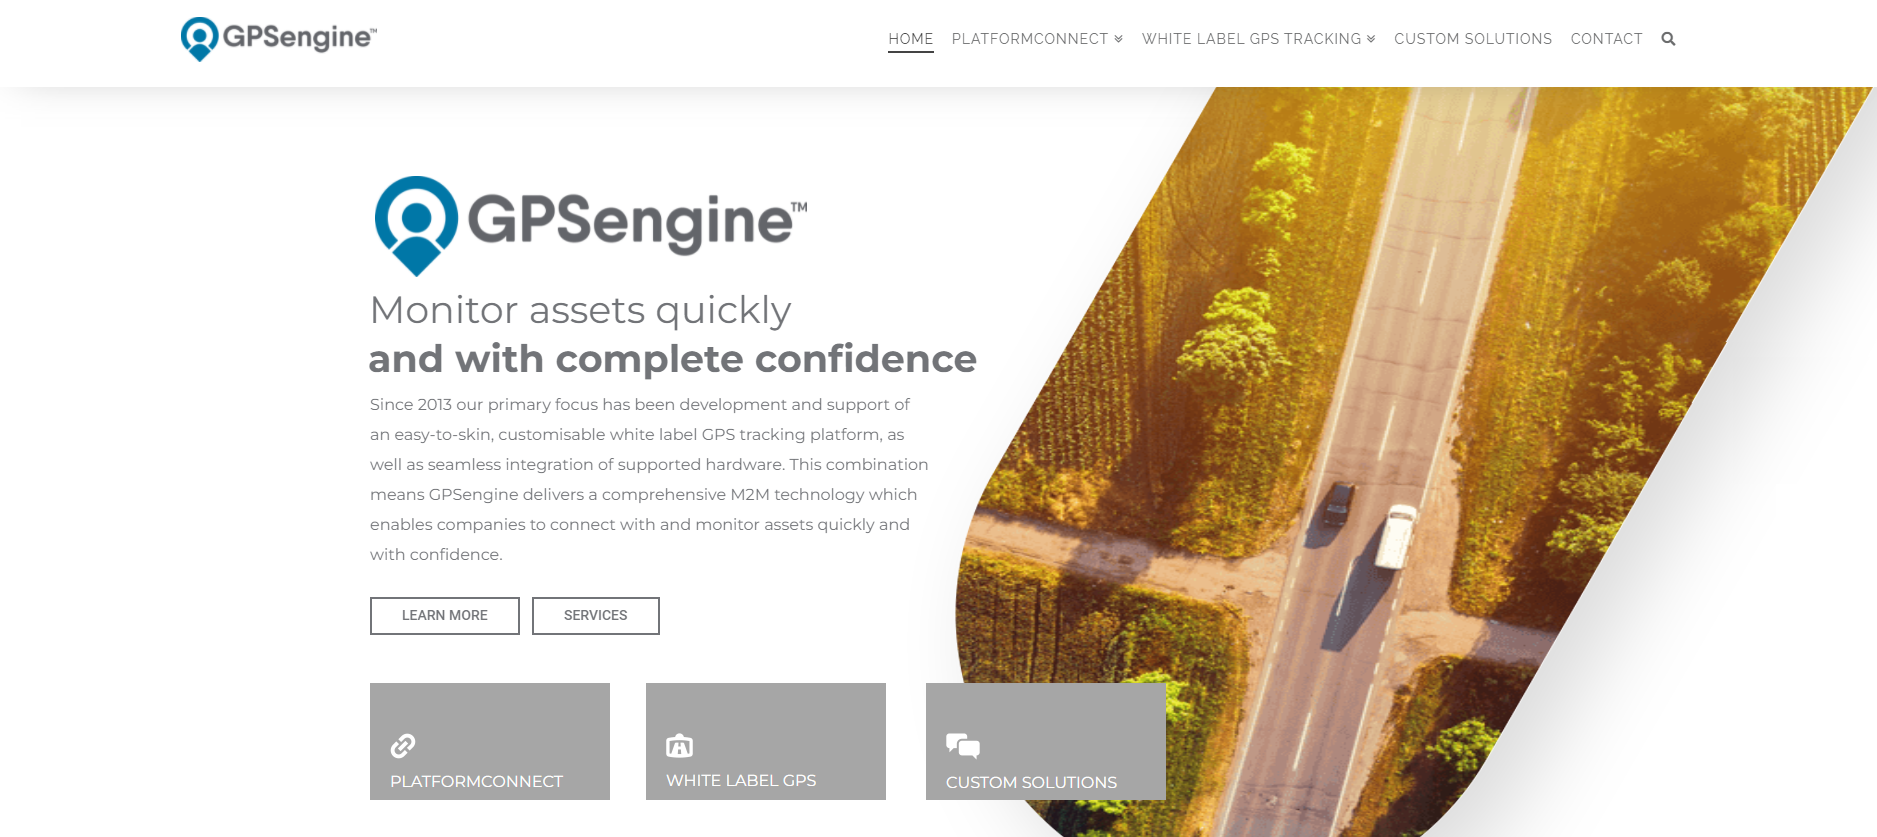 GPSengine™
HOME PLATFORMCONNECT WHITE LABEL GPS TRACKING CUSTOM SOLUTIONS CONTACT
GPSengine™
Monitor assets quickly
and with complete confidence
Since 2013 our primary focus has been development and support of
an easy-to-skin, customisable white label GPS tracking platform, as
well as seamless integration of supported hardware. This combination
means GPSengine delivers a comprehensive M2M technology which
enables companies to connect with and monitor assets quickly and
with confidence.
LEARN MORE SERVICES
PLATFORMCONNECT WHITE LABEL GPS CUSTOM SOLUTIONS